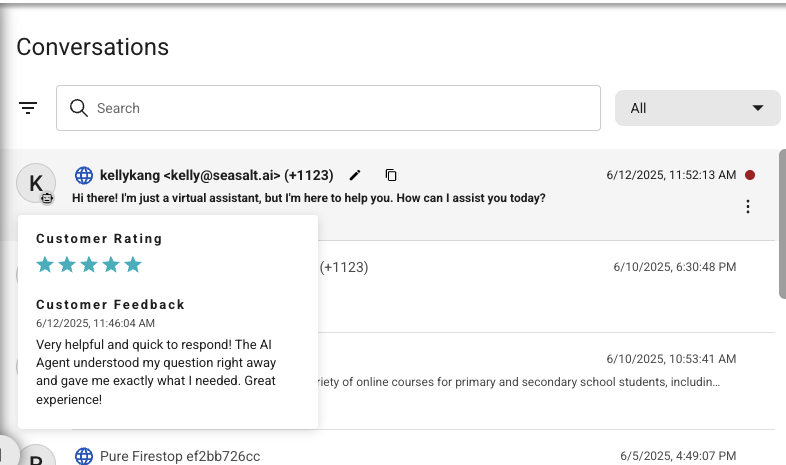 Conversations
Search
All
K
kellykang <kelly@seasalt.ai> (+1123)
6/12/2025, 11:52:13 AM
Hi there! I'm just a virtual assistant, but I'm here to help you. How can I assist you today?
Customer Rating
(+1123)
6/10/2025, 6:30:48 PM
Customer Feedback
6/12/2025, 11:46:04 AM
Very helpful and quick to respond! The AI
Agent understood my question right away
and gave me exactly what I needed. Great
experience!
6/10/2025, 10:53:41 AM
of online courses for primary and secondary school students, includin…
Pure Firestop ef2bb726cc
6/5/2025, 4:49:07 PM